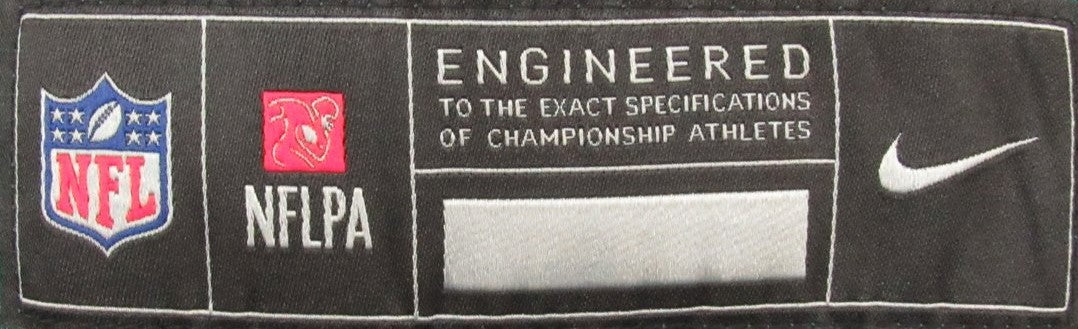 NFL
NFLPA
ENGINEERED
TO THE EXACT SPECIFICATIONS
OF CHAMPIONSHIP ATHLETES